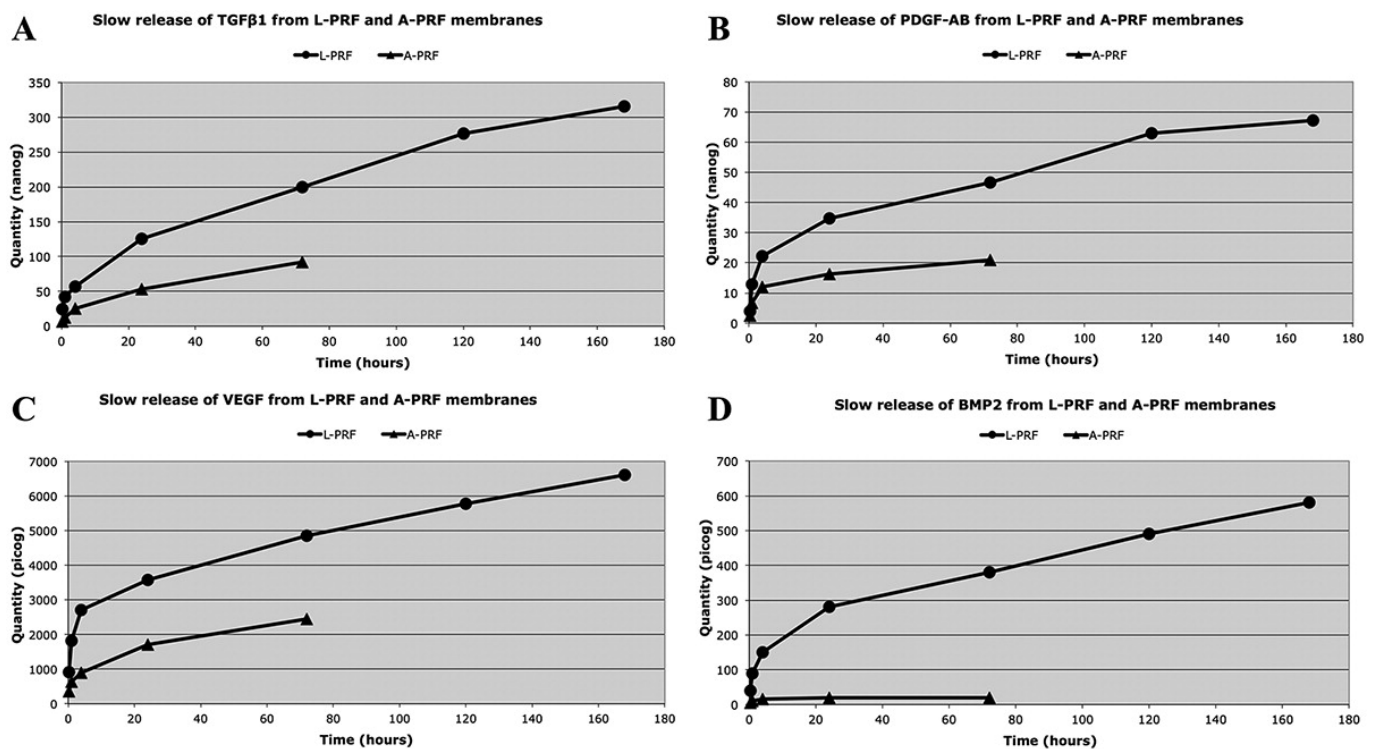 A
Slow release of TGFβ1 from L-PRF and A-PRF membranes
L-PRF A-PRF
350
300
250
200
150
100
50
0
Quantity (nanog)
0 20 40 60 80 100 120 140 160 180
Time (hours)
B
Slow release of PDGF-AB from L-PRF and A-PRF membranes
L-PRF A-PRF
80
70
60
50
40
30
20
10
0
Quantity (nanog)
0 20 40 60 80 100 120 140 160 180
Time (hours)
C
Slow release of VEGF from L-PRF and A-PRF membranes
L-PRF A-PRF
7000
6000
5000
4000
3000
2000
1000
0
Quantity (picog)
0 20 40 60 80 100 120 140 160 180
Time (hours)
D
Slow release of BMP2 from L-PRF and A-PRF membranes
L-PRF A-PRF
700
600
500
400
300
200
100
0
Quantity (picog)
0 20 40 60 80 100 120 140 160 180
Time (hours)